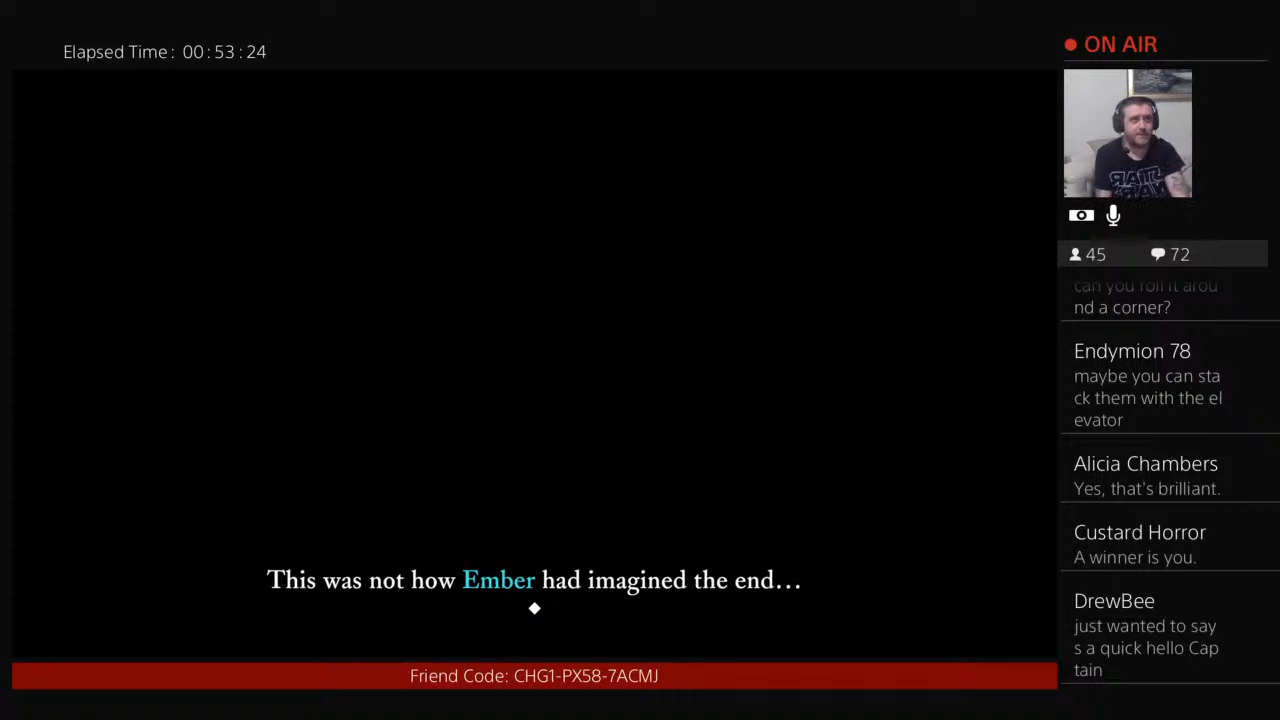 Elapsed Time: 00:53:24
ON AIR
STAR
WARS
45 72
can you roll it arou
nd a corner?
Endymion 78
maybe you can sta
ck them with the el
evator
Alicia Chambers
Yes, that's brilliant.
Custard Horror
A winner is you.
DrewBee
just wanted to say
s a quick hello Cap
tain
This was not how Ember had imagined the end...
Friend Code: CHG1-PX58-7ACMJ